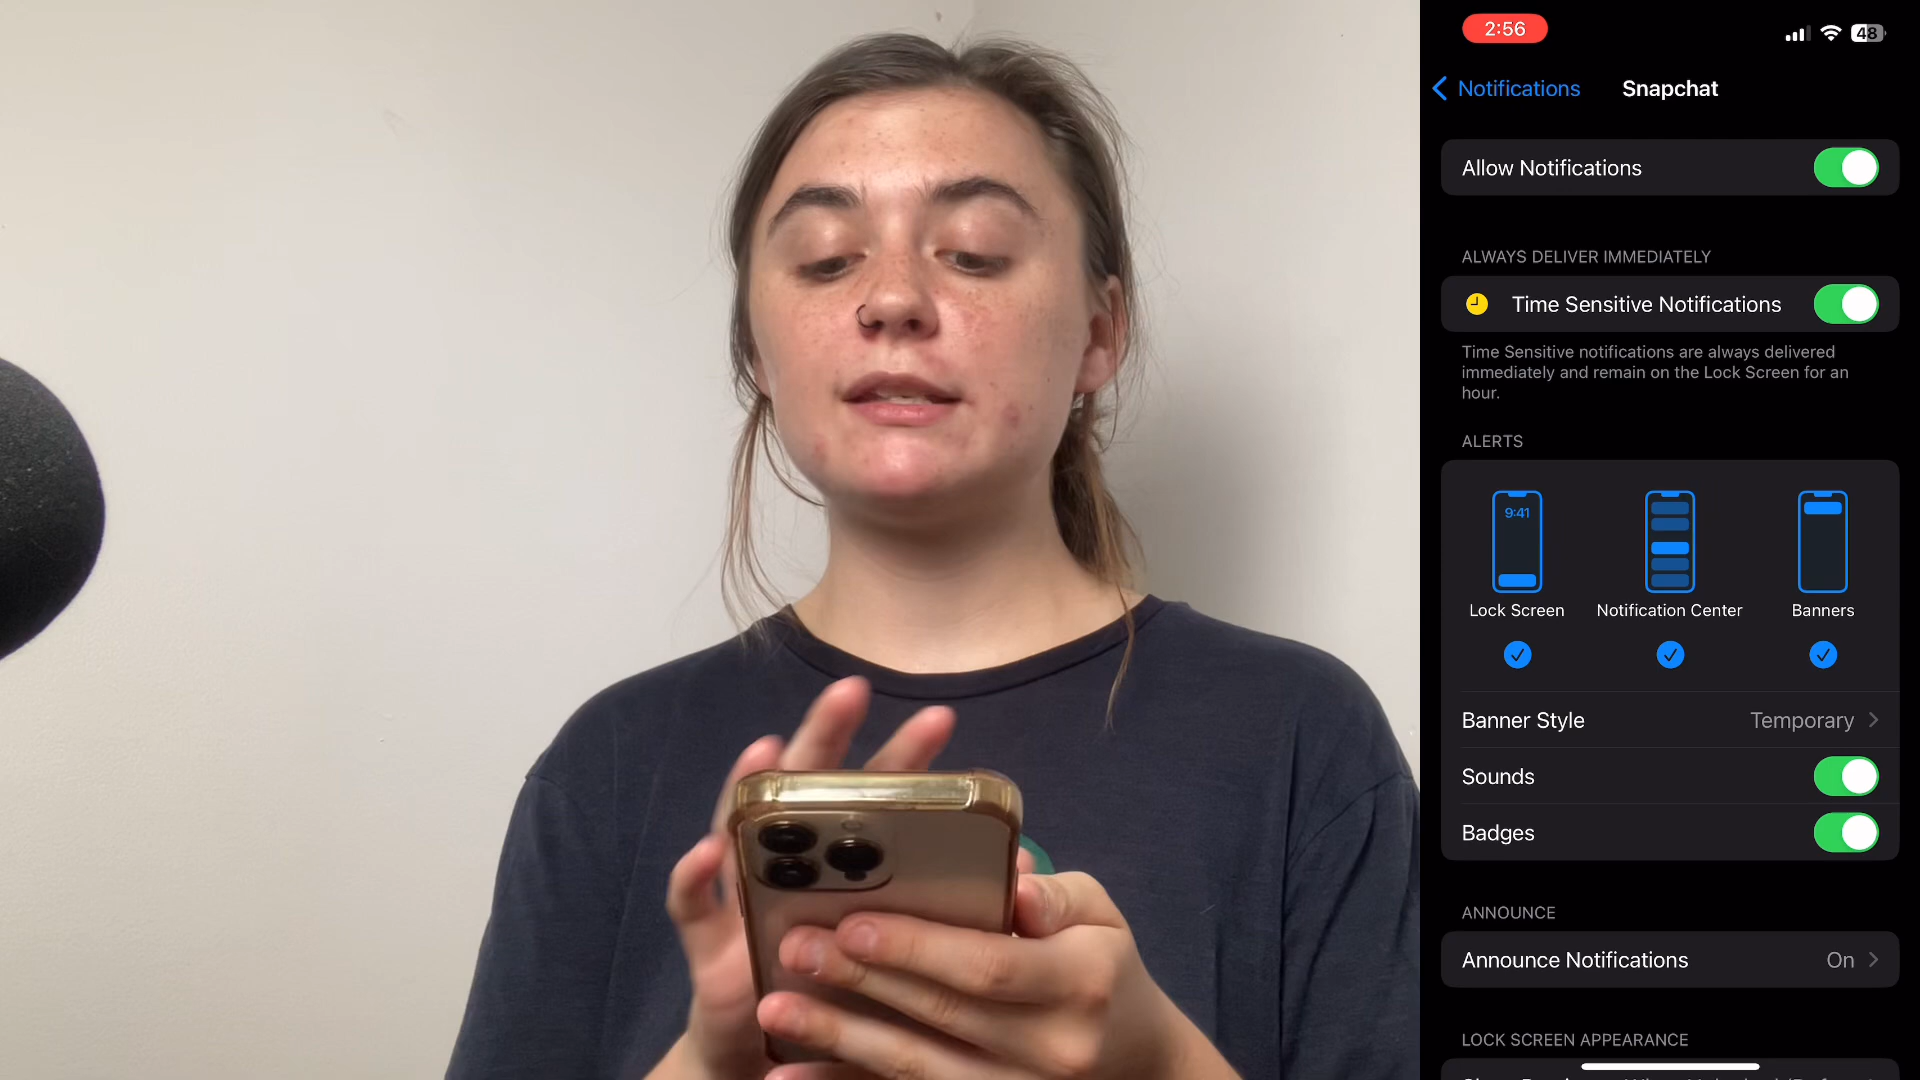 2:56
48
Notifications
Snapchat
Allow Notifications
ALWAYS DELIVER IMMEDIATELY
Time Sensitive Notifications
Time Sensitive notifications are always delivered
immediately and remain on the Lock Screen for an
hour.
ALERTS
9:41
Lock Screen
Notification Center
Banners
Banner Style
Temporary
Sounds
Badges
ANNOUNCE
Announce Notifications
On
LOCK SCREEN APPEARANCE